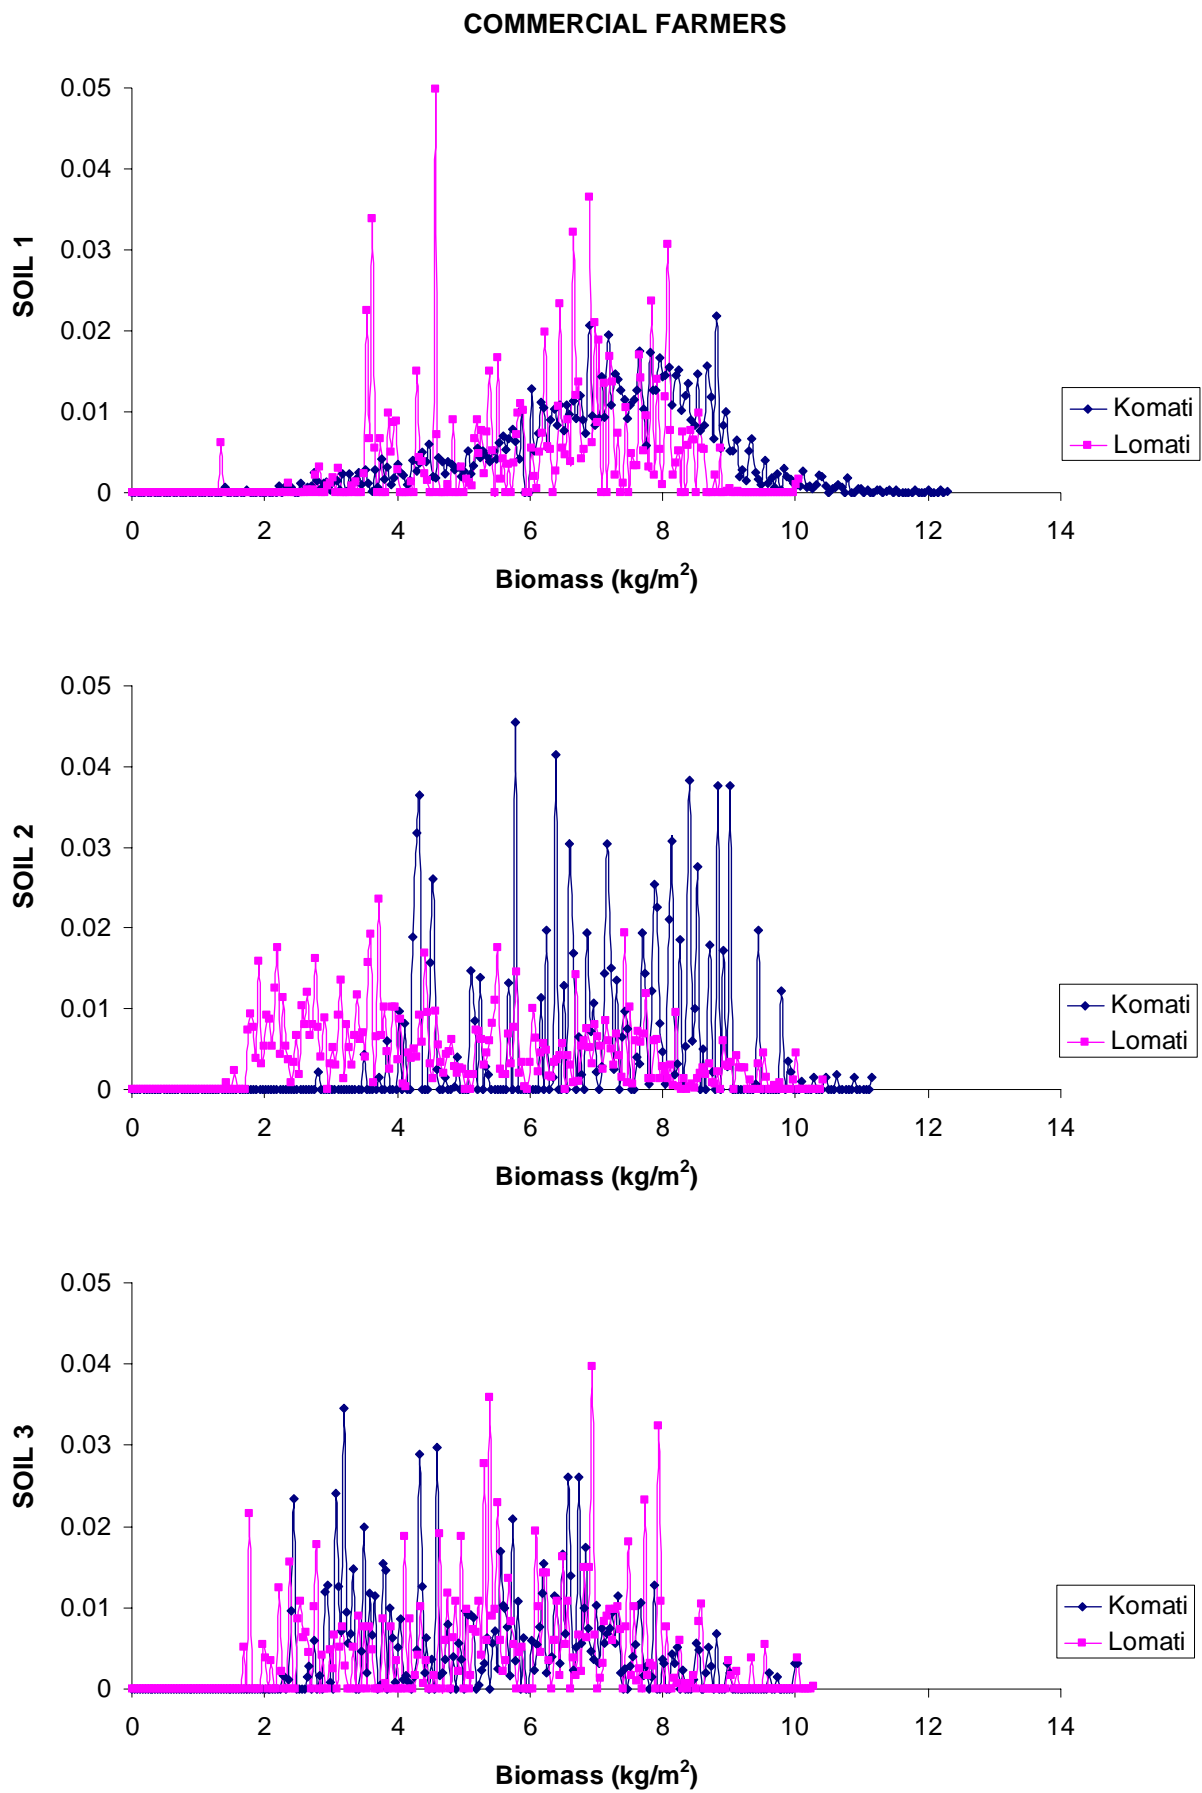 COMMERCIAL FARMERS
0.05
0.04
0.03
0.02
0.01
0
SOIL 1
0 2 4 6 8 10 12 14
Biomass (kg/m²)
Komati
Lomati
0.05
0.04
0.03
0.02
0.01
0
SOIL 2
0 2 4 6 8 10 12 14
Biomass (kg/m²)
Komati
Lomati
0.05
0.04
0.03
0.02
0.01
0
SOIL 3
0 2 4 6 8 10 12 14
Biomass (kg/m²)
Komati
Lomati